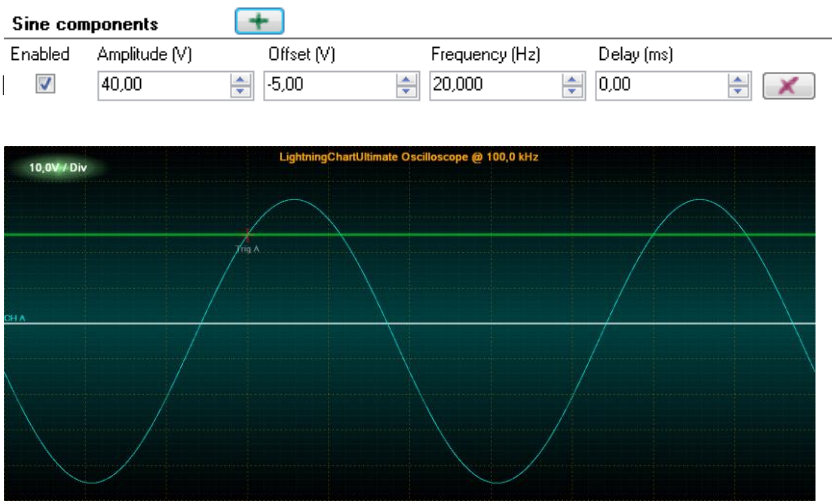 Sine components
Enabled Amplitude (V) Offset (V) Frequency (Hz) Delay (ms)
40,00 -5,00 20,000 0,00
LightningChartUltimate Oscilloscope @ 100,0 kHz
10,0V / Div
Trig A
CH A